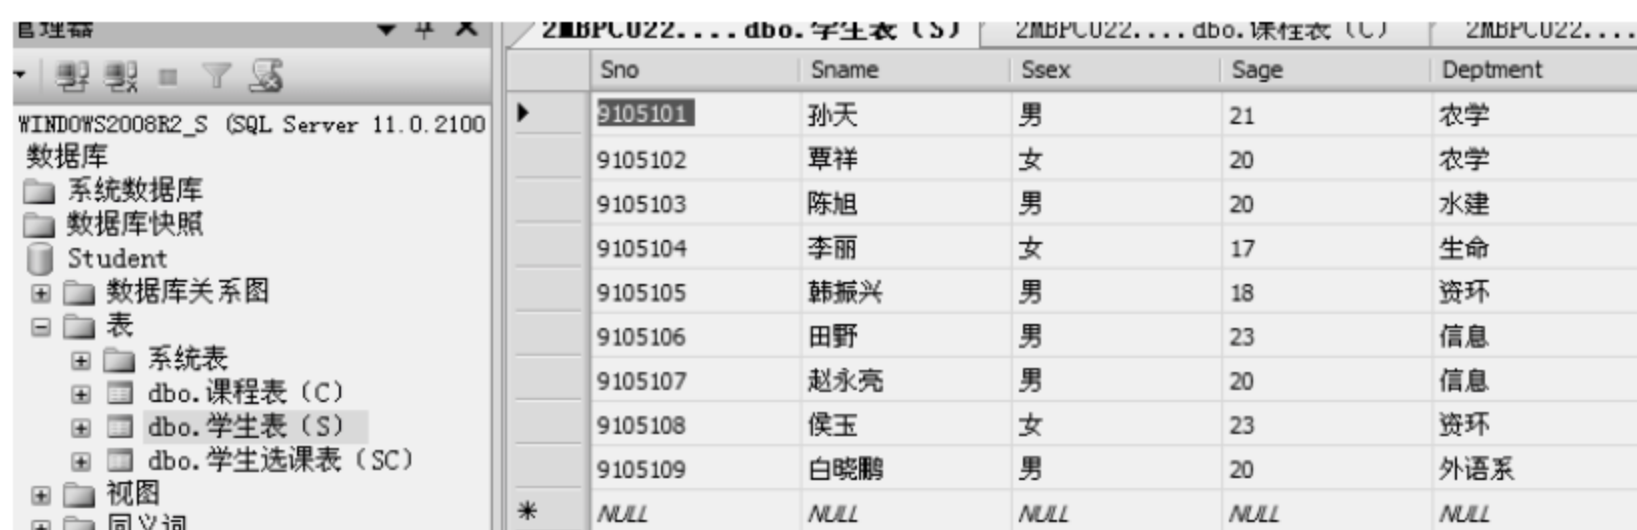 管理器
WINDOWS2008R2_S (SQL Server 11.0.2100
数据库
系统数据库
数据库快照
Student
数据库关系图
表
系统表
dbo.课程表（C）
dbo.学生表（S）
dbo.学生选课表（SC）
视图
同义词
2MBPCU22....dbo.学生表（S） 2MBPCU22....dbo.课程表（C） 2MBPCU22....
Sno Sname Ssex Sage Deptment
9105101 孙天 男 21 农学
9105102 覃祥 女 20 农学
9105103 陈旭 男 20 水建
9105104 李丽 女 17 生命
9105105 韩振兴 男 18 资环
9105106 田野 男 23 信息
9105107 赵永亮 男 20 信息
9105108 侯玉 女 23 资环
9105109 白晓鹏 男 20 外语系
NULL NULL NULL NULL NULL